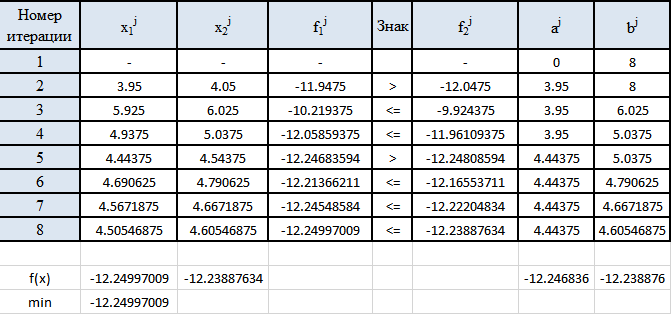 Номер итерации x₁ʲ x₂ʲ f₁ʲ Знак f₂ʲ aʲ bʲ
1 - - - - 0 8
2 3.95 4.05 -11.9475 > -12.0475 3.95 8
3 5.925 6.025 -10.219375 <= -9.924375 3.95 6.025
4 4.9375 5.0375 -12.05859375 <= -11.96109375 3.95 5.0375
5 4.44375 4.54375 -12.24683594 > -12.24808594 4.44375 5.0375
6 4.690625 4.790625 -12.21366211 <= -12.16553711 4.44375 4.790625
7 4.5671875 4.6671875 -12.24548584 <= -12.22204834 4.44375 4.6671875
8 4.50546875 4.60546875 -12.24997009 <= -12.23887634 4.44375 4.60546875
f(x) -12.24997009 -12.23887634 -12.246836 -12.238876
min -12.24997009